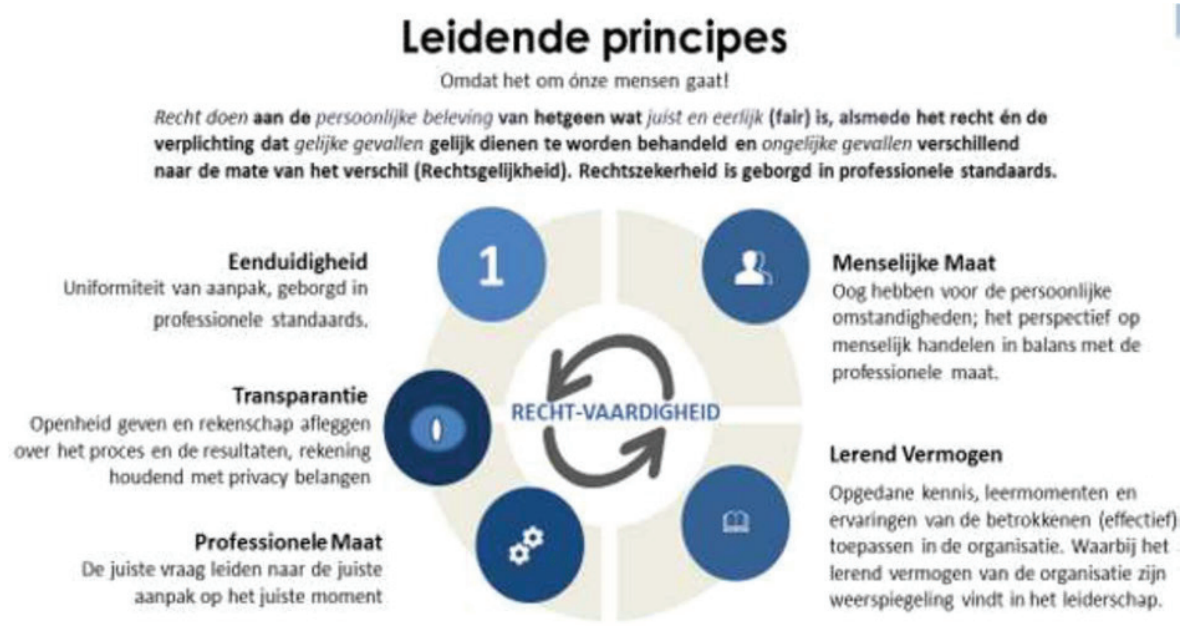 Leidende principes
Omdat het om ónze mensen gaat!
Recht doen aan de persoonlijke beleving van hetgeen wat juist en eerlijk (fair) is, alsmede het recht én de
verplichting dat gelijke gevallen gelijk dienen te worden behandeld en ongelijke gevallen verschillend
naar de mate van het verschil (Rechtsgelijkheid). Rechtszekerheid is geborgd in professionele standaards.
1
Eenduidigheid
Uniformiteit van aanpak, geborgd in
professionele standaards.
Transparantie
Openheid geven en rekenschap afleggen
over het proces en de resultaten, rekening
houdend met privacy belangen
Professionele Maat
De juiste vraag leiden naar de juiste
aanpak op het juiste moment
RECHT-VAARDIGHEID
Menselijke Maat
Oog hebben voor de persoonlijke
omstandigheden; het perspectief op
menselijk handelen in balans met de
professionele maat.
Lerend Vermogen
Opgedane kennis, leermomenten en
ervaringen van de betrokkenen (effectief)
toepassen in de organisatie. Waarbij het
lerend vermogen van de organisatie zijn
weerspiegeling vindt in het leiderschap.